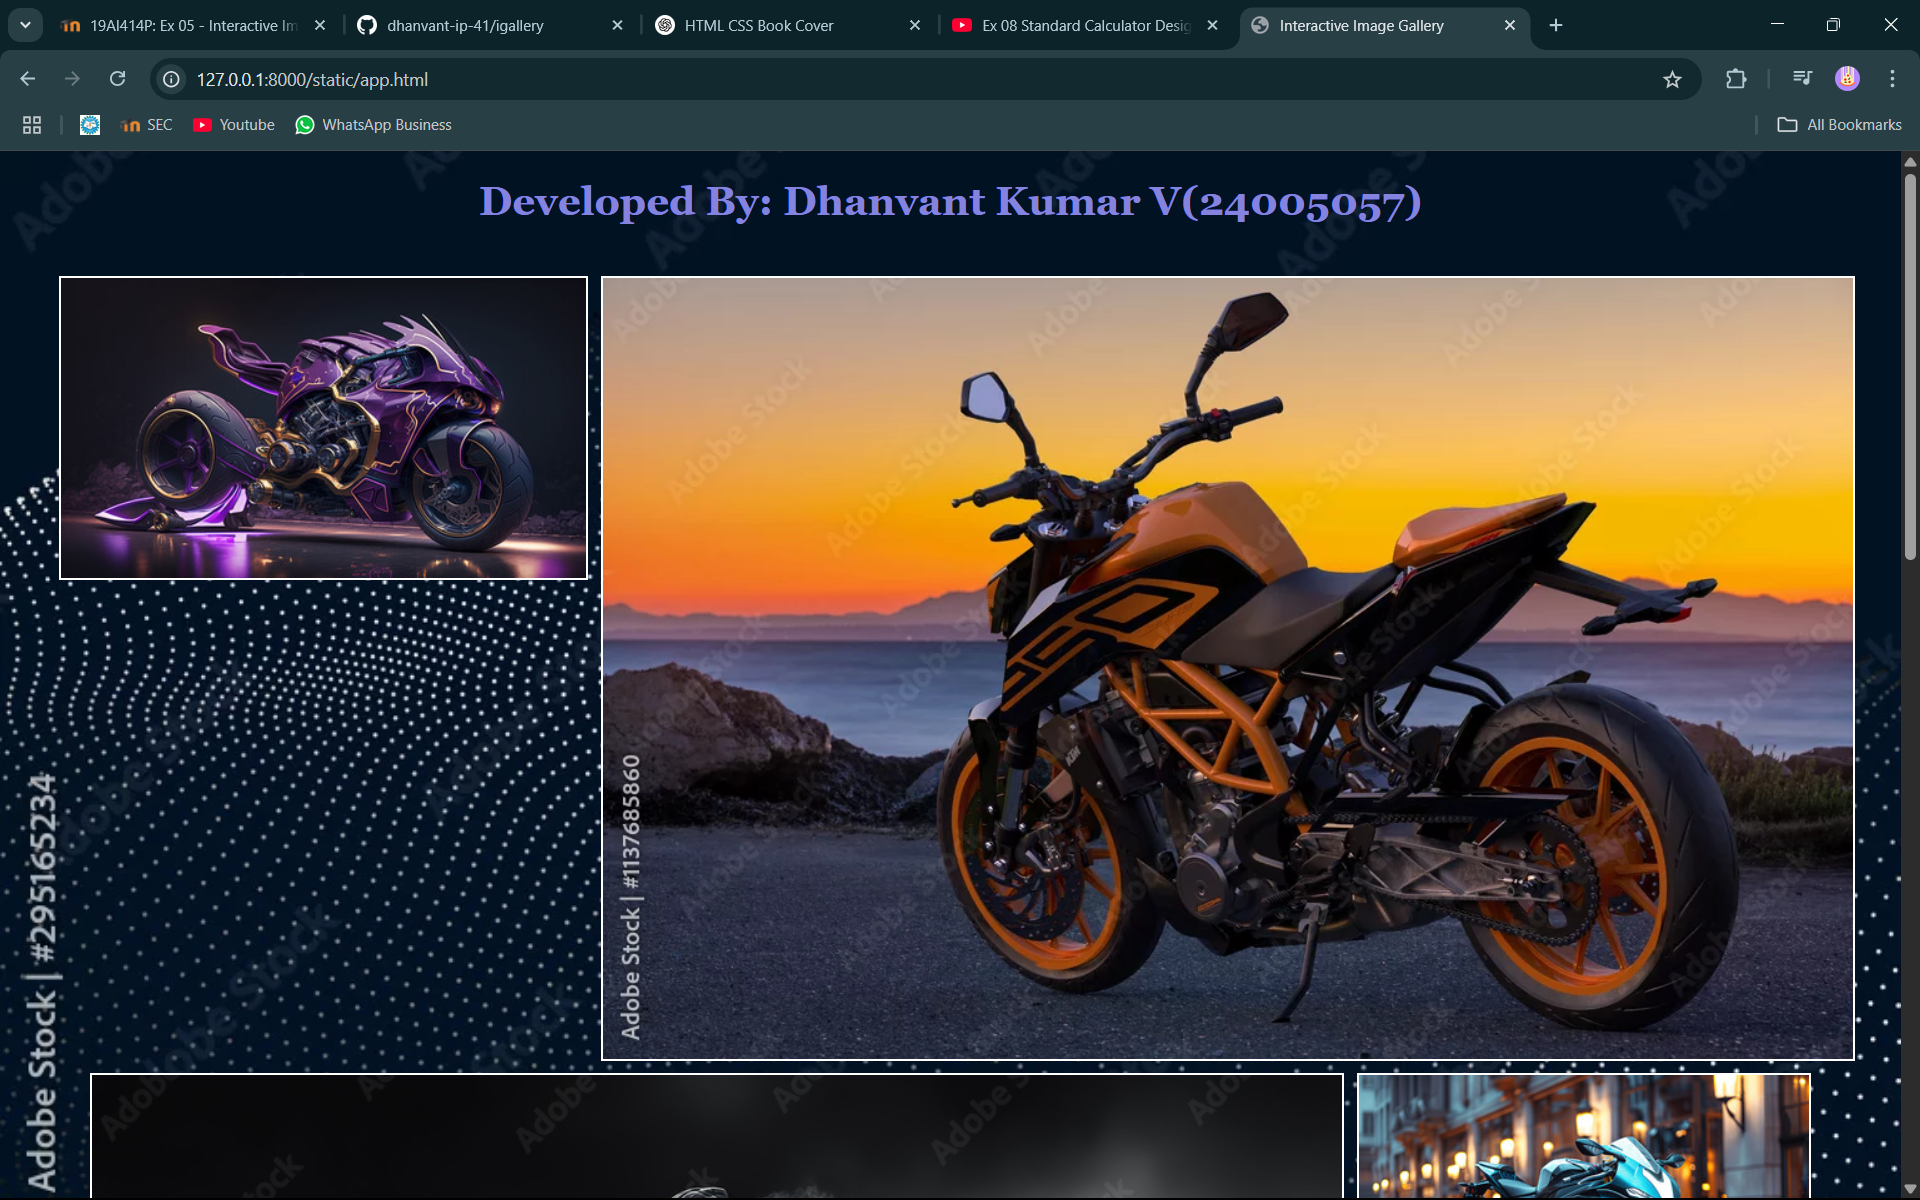 19AI414P: Ex 05 - Interactive Im
dhanvant-ip-41/igallery
HTML CSS Book Cover
Ex 08 Standard Calculator Desig
Interactive Image Gallery
127.0.0.1:8000/static/app.html
SEC
Youtube
WhatsApp Business
All Bookmarks
Developed By: Dhanvant Kumar V(24005057)
Adobe Stock | #1137685860
Adobe Stock | #295165234